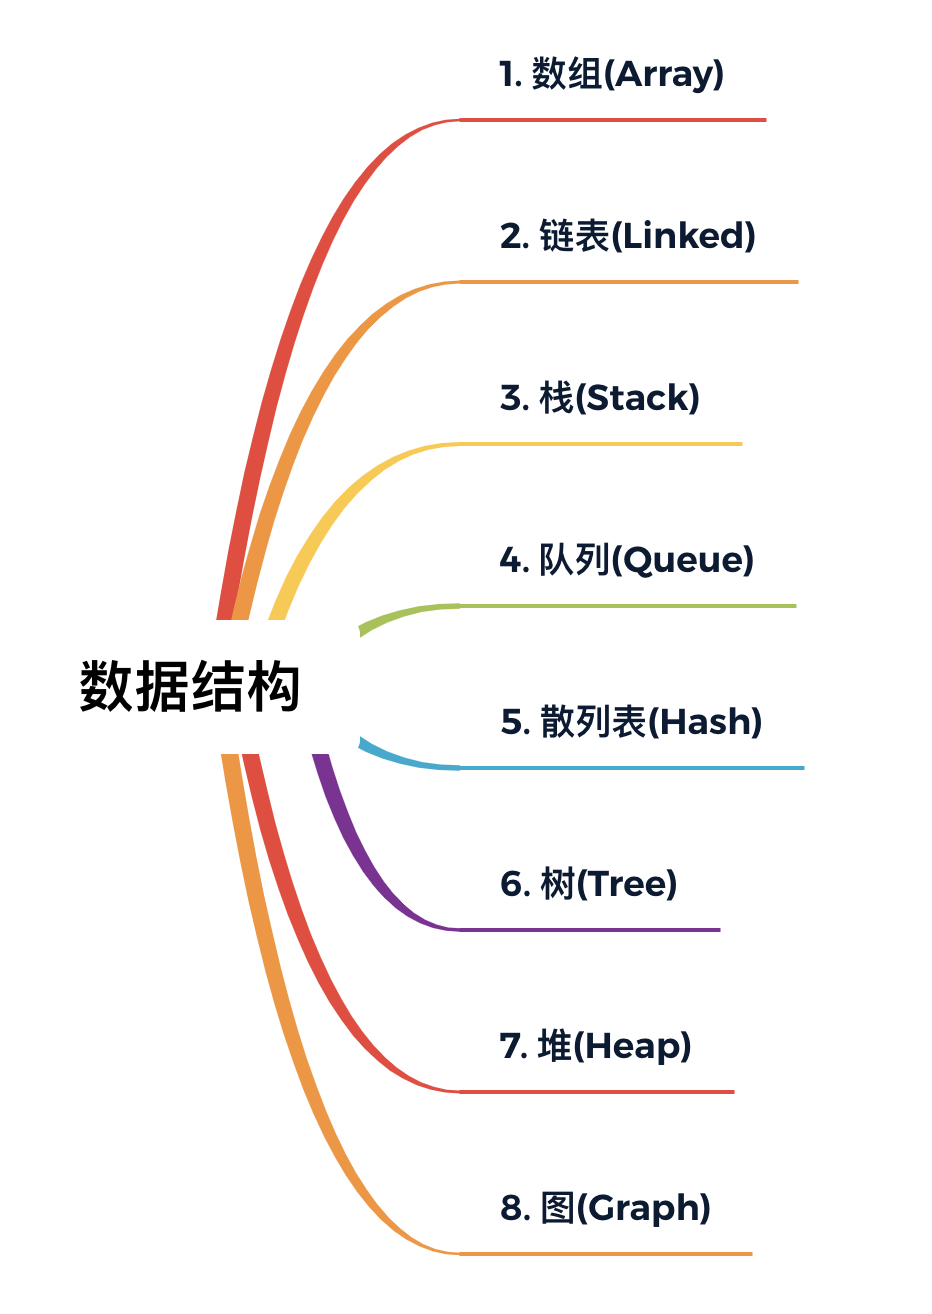 1. 数组(Array)
2. 链表(Linked)
3. 栈(Stack)
4. 队列(Queue)
数据结构
5. 散列表(Hash)
6. 树(Tree)
7. 堆(Heap)
8. 图(Graph)